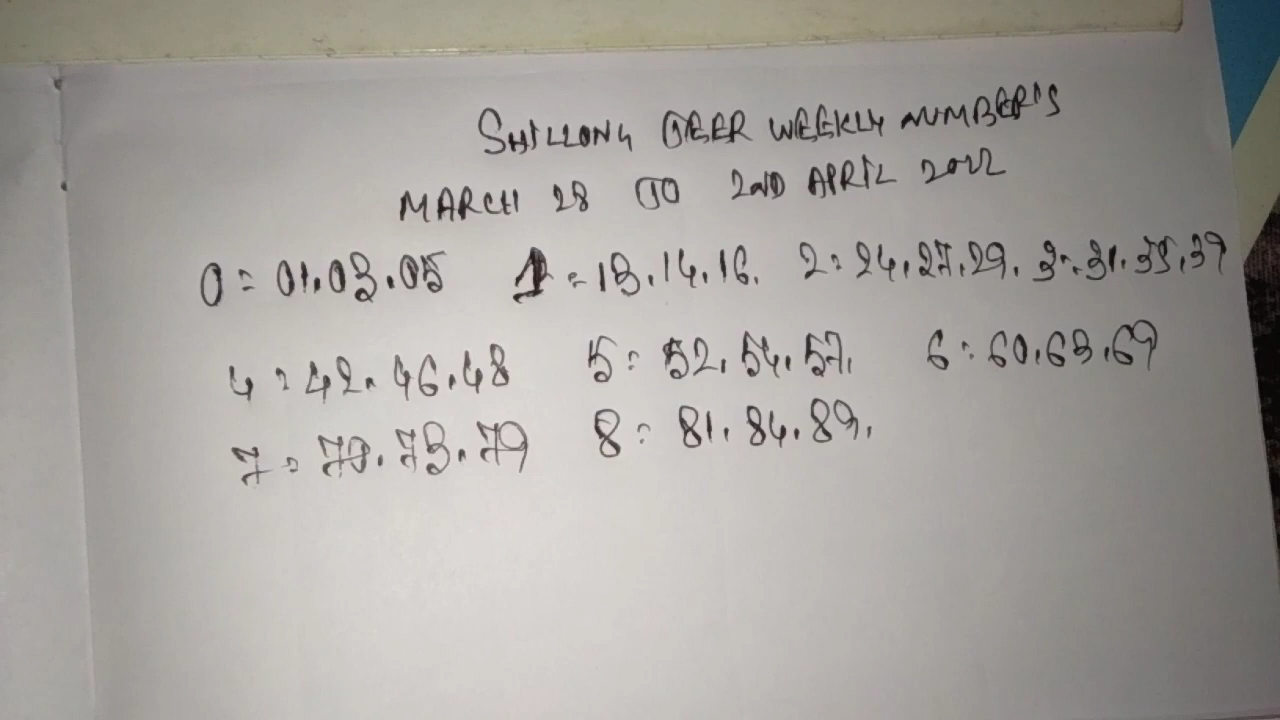 SHILLONG TEER WEEKLY NUMBER'S
MARCH 28 TO 2ND APRIL 2022
0 = 01.03.05 1 = 13.14.16. 2 = 24.27.29. 3 = 31.35.39
4 = 42.46.48 5 = 52.54.57. 6 = 60.63.69
7 = 70.73.79 8 = 81.84.89.